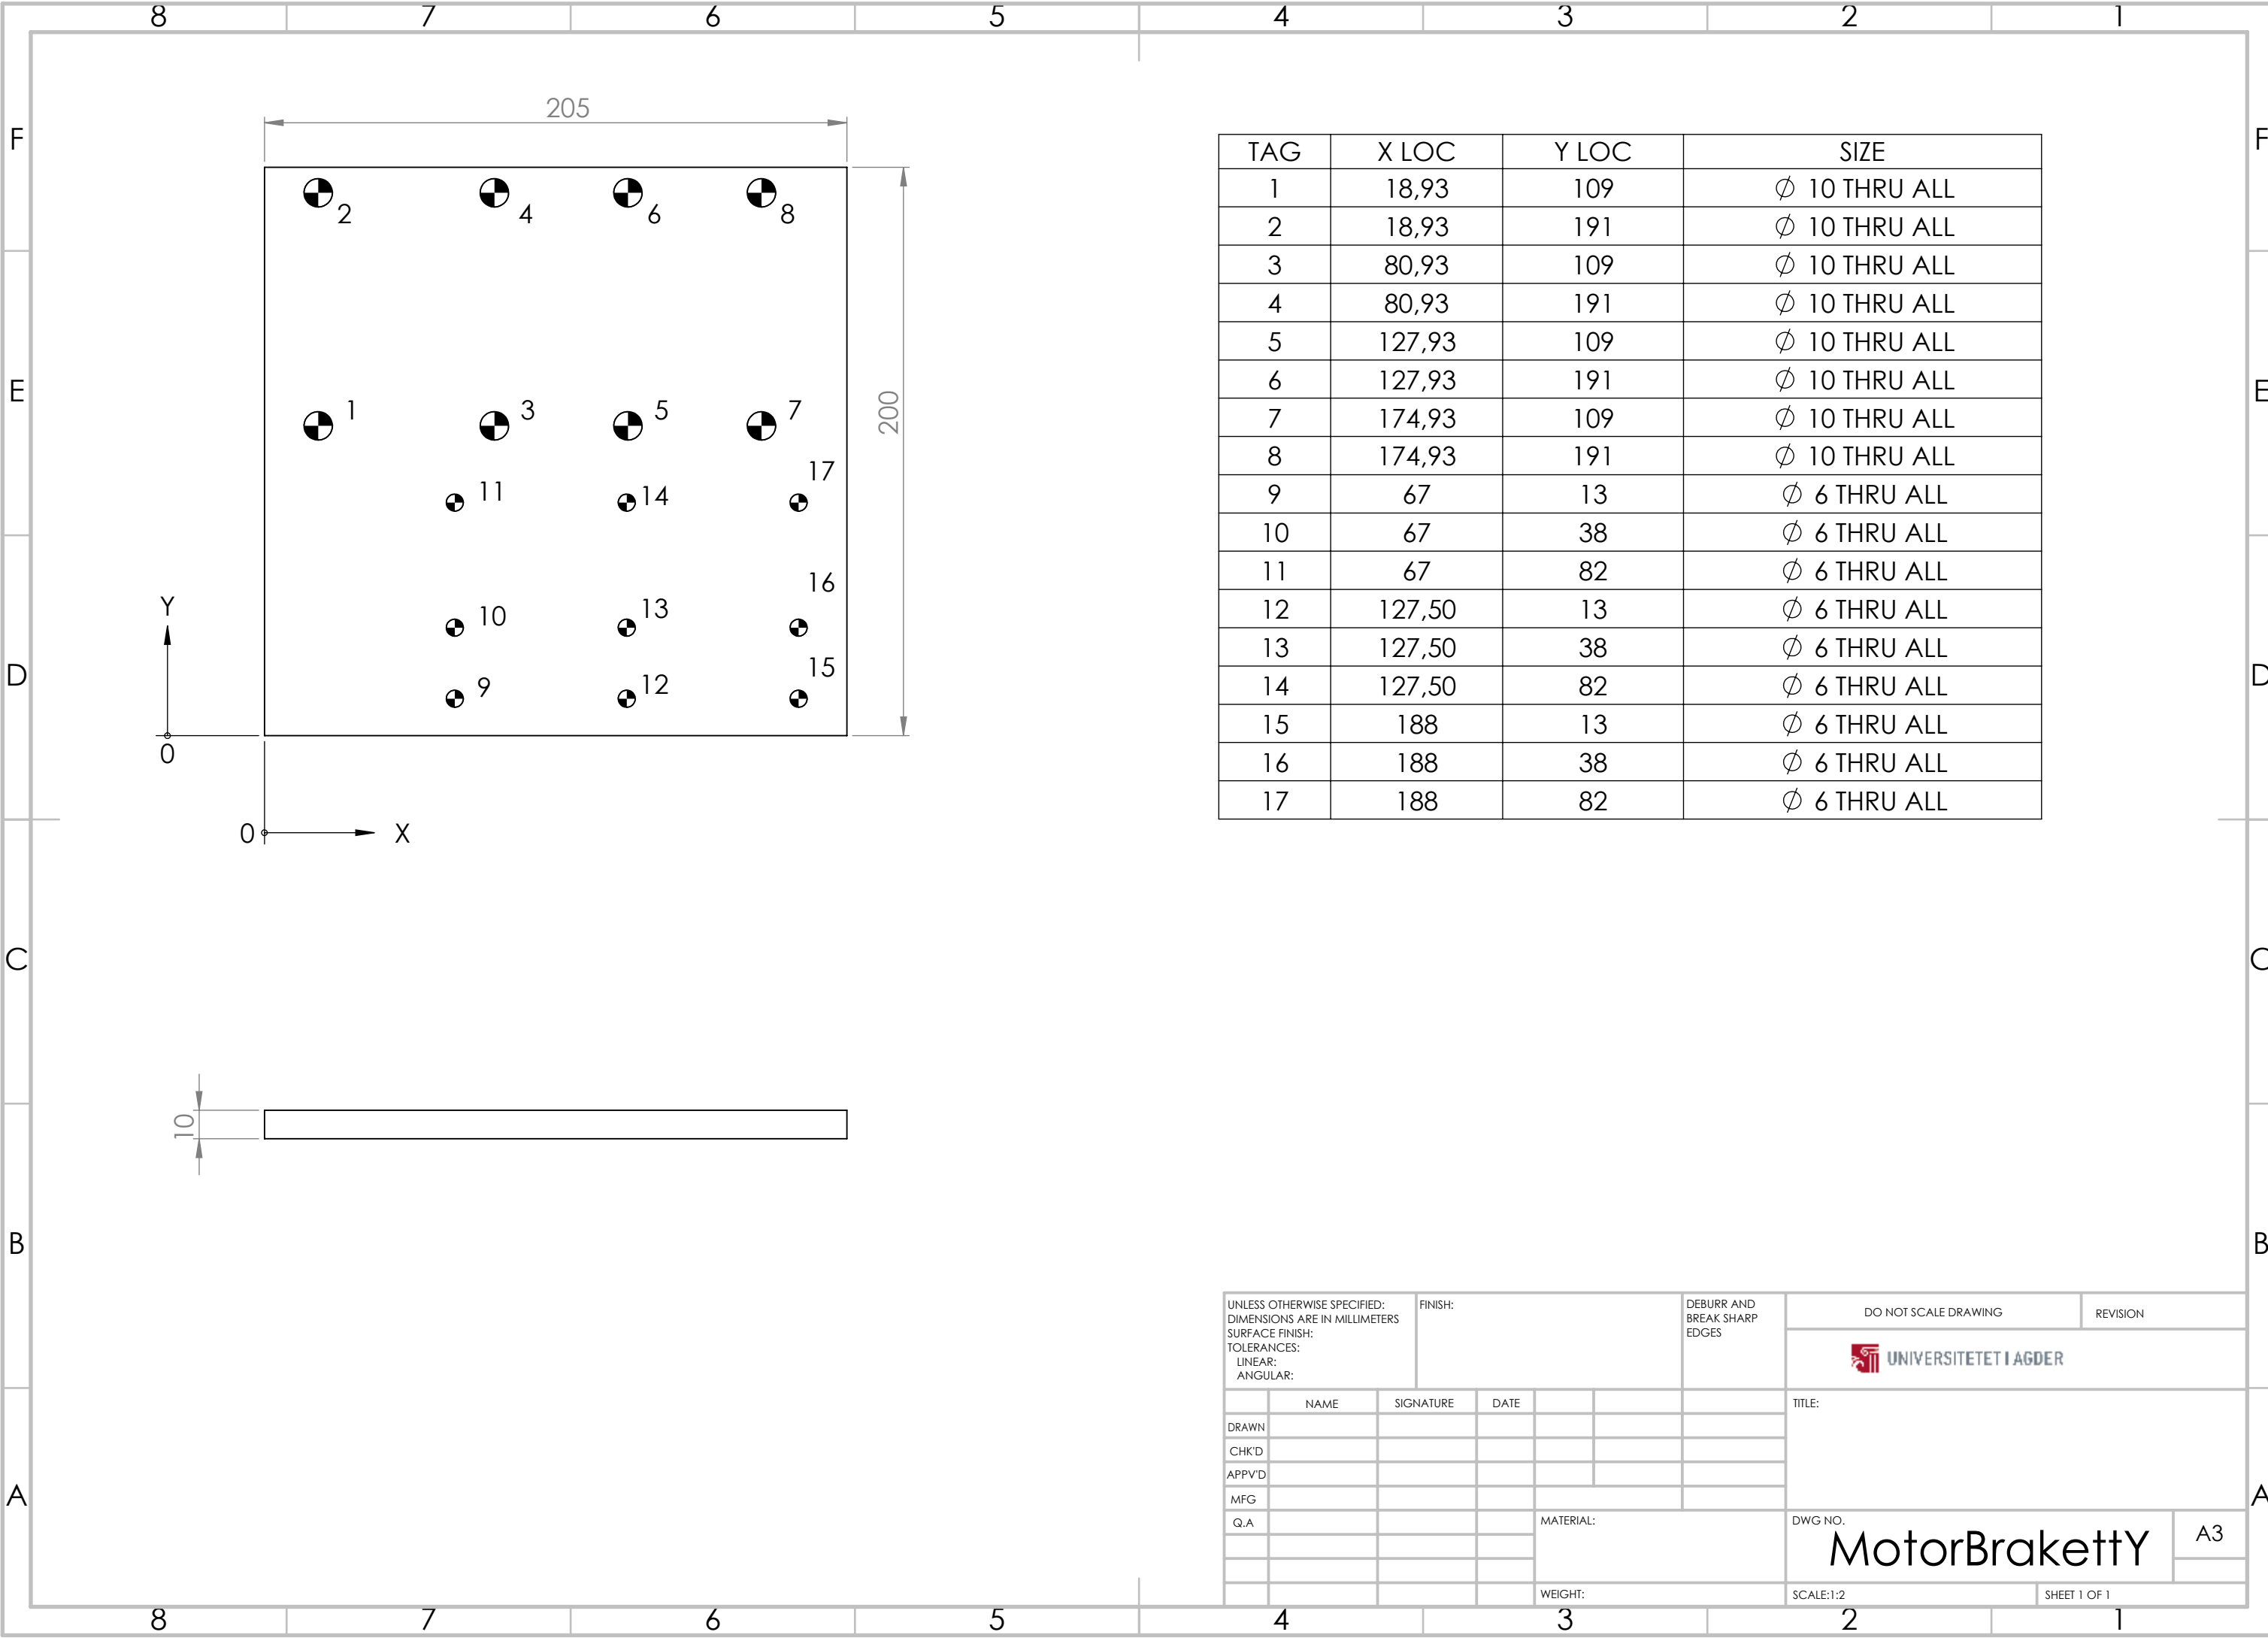 8 7 6 5 4 3 2 1
F F
E E
D D
C C
B B
A A
205
200
2 4 6 8
1 3 5 7
17
11 14
16
10 13
15
9 12
Y
0
0 X
10
TAG X LOC Y LOC SIZE
1 18,93 109 ∅ 10 THRU ALL
2 18,93 191 ∅ 10 THRU ALL
3 80,93 109 ∅ 10 THRU ALL
4 80,93 191 ∅ 10 THRU ALL
5 127,93 109 ∅ 10 THRU ALL
6 127,93 191 ∅ 10 THRU ALL
7 174,93 109 ∅ 10 THRU ALL
8 174,93 191 ∅ 10 THRU ALL
9 67 13 ∅ 6 THRU ALL
10 67 38 ∅ 6 THRU ALL
11 67 82 ∅ 6 THRU ALL
12 127,50 13 ∅ 6 THRU ALL
13 127,50 38 ∅ 6 THRU ALL
14 127,50 82 ∅ 6 THRU ALL
15 188 13 ∅ 6 THRU ALL
16 188 38 ∅ 6 THRU ALL
17 188 82 ∅ 6 THRU ALL
UNLESS OTHERWISE SPECIFIED:
DIMENSIONS ARE IN MILLIMETERS
SURFACE FINISH:
TOLERANCES:
LINEAR:
ANGULAR:
FINISH:
DEBURR AND
BREAK SHARP
EDGES
DO NOT SCALE DRAWING
REVISION
UNIVERSITETET I AGDER
NAME SIGNATURE DATE
DRAWN
CHK'D
APPV'D
MFG
Q.A
TITLE:
MATERIAL:
DWG NO.
MotorBrakettY
A3
WEIGHT:
SCALE:1:2
SHEET 1 OF 1
8 7 6 5 4 3 2 1